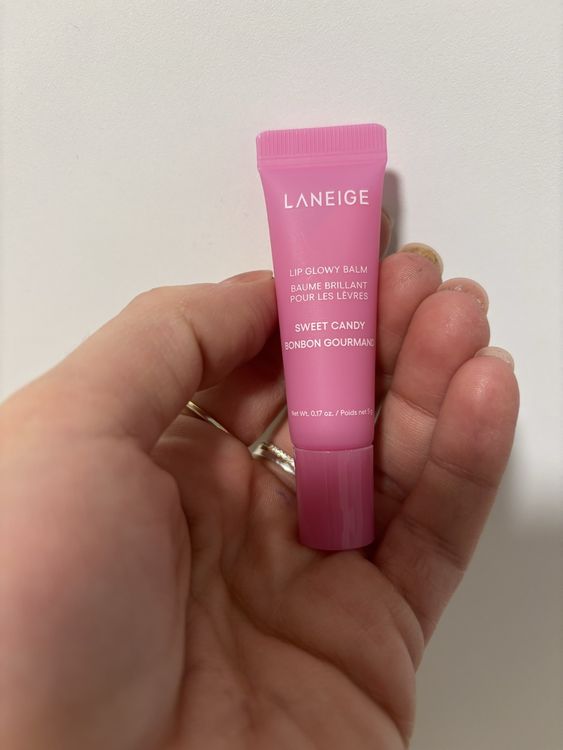 LANEIGE
LIP GLOWY BALM
BAUME BRILLANT
POUR LES LÈVRES
SWEET CANDY
BONBON GOURMAND
Net Wt. 0.17 oz. / Poids net 5g